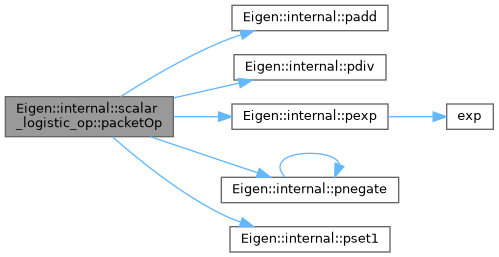 Eigen::internal::scalar
_logistic_op::packetOp
Eigen::internal::padd
Eigen::internal::pdiv
Eigen::internal::pexp
exp
Eigen::internal::pnegate
Eigen::internal::pset1